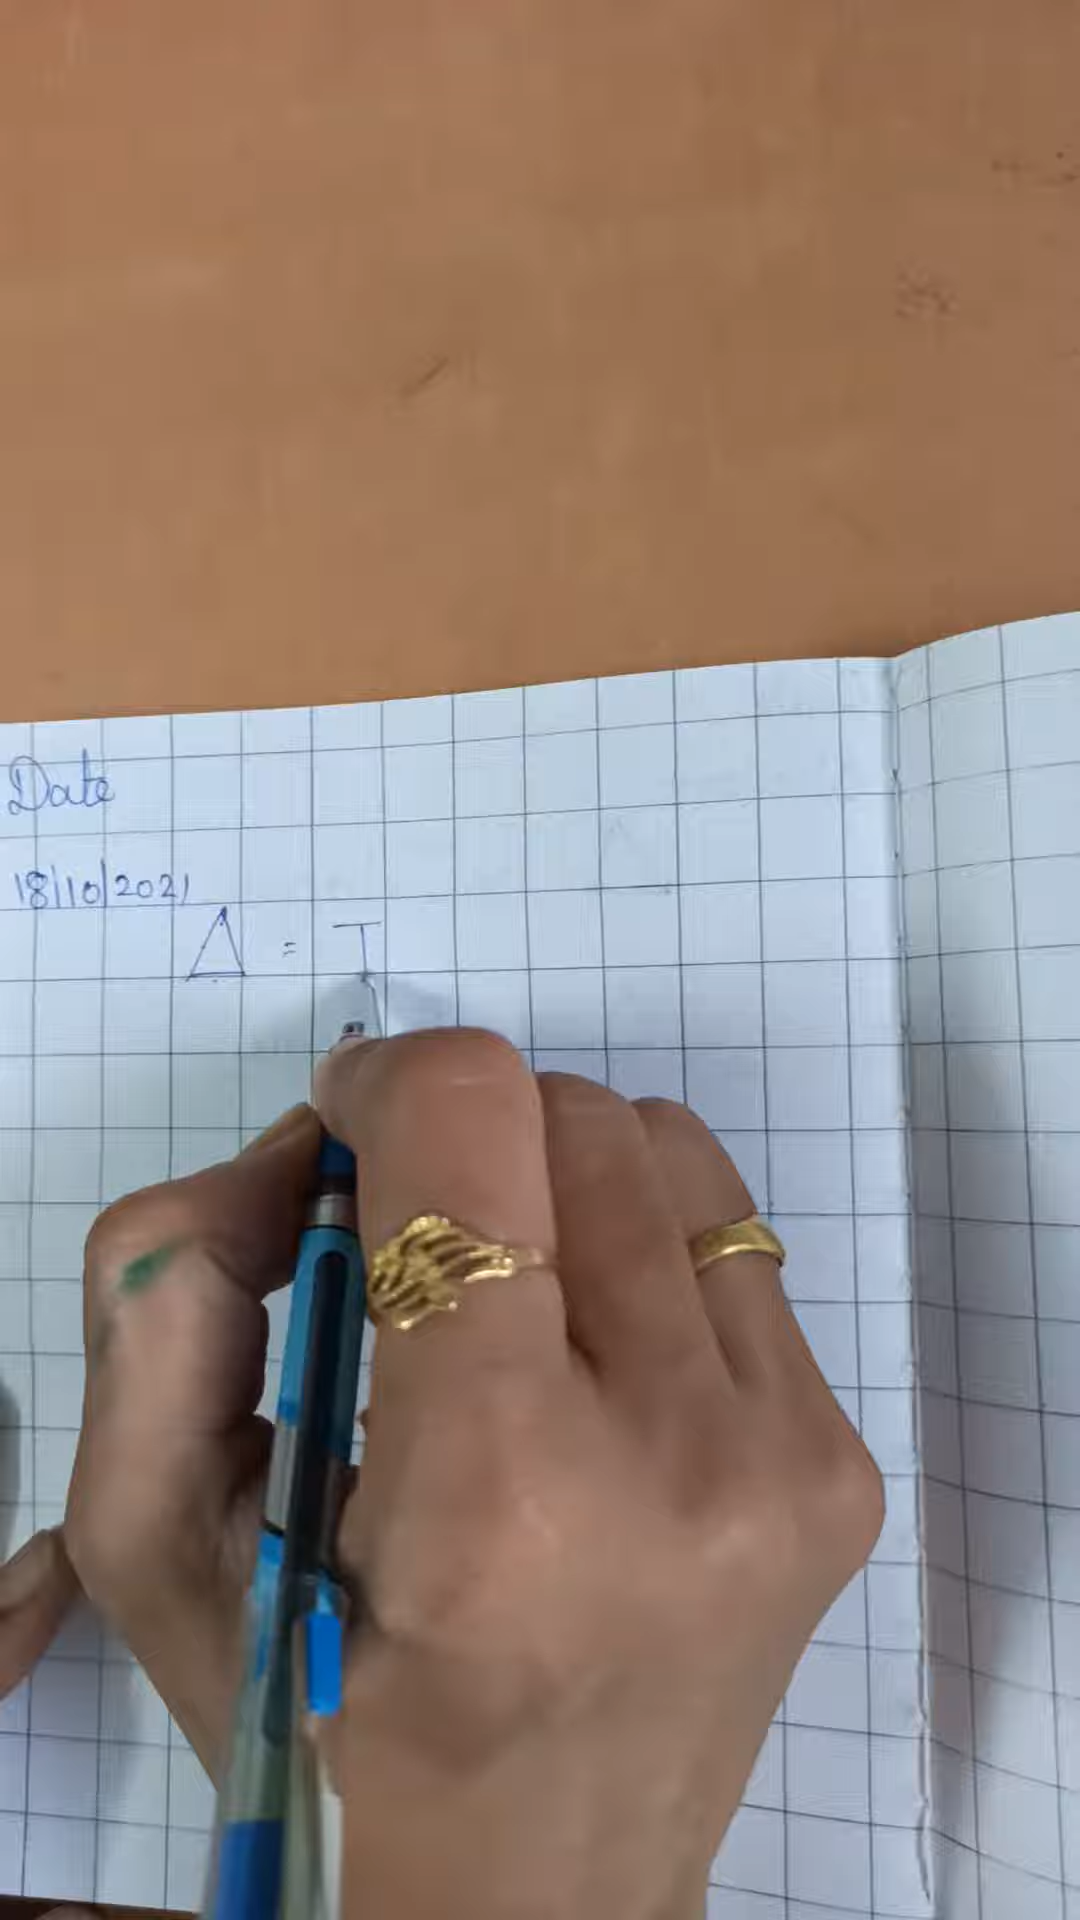 Date
18/10/2021
Δ = T